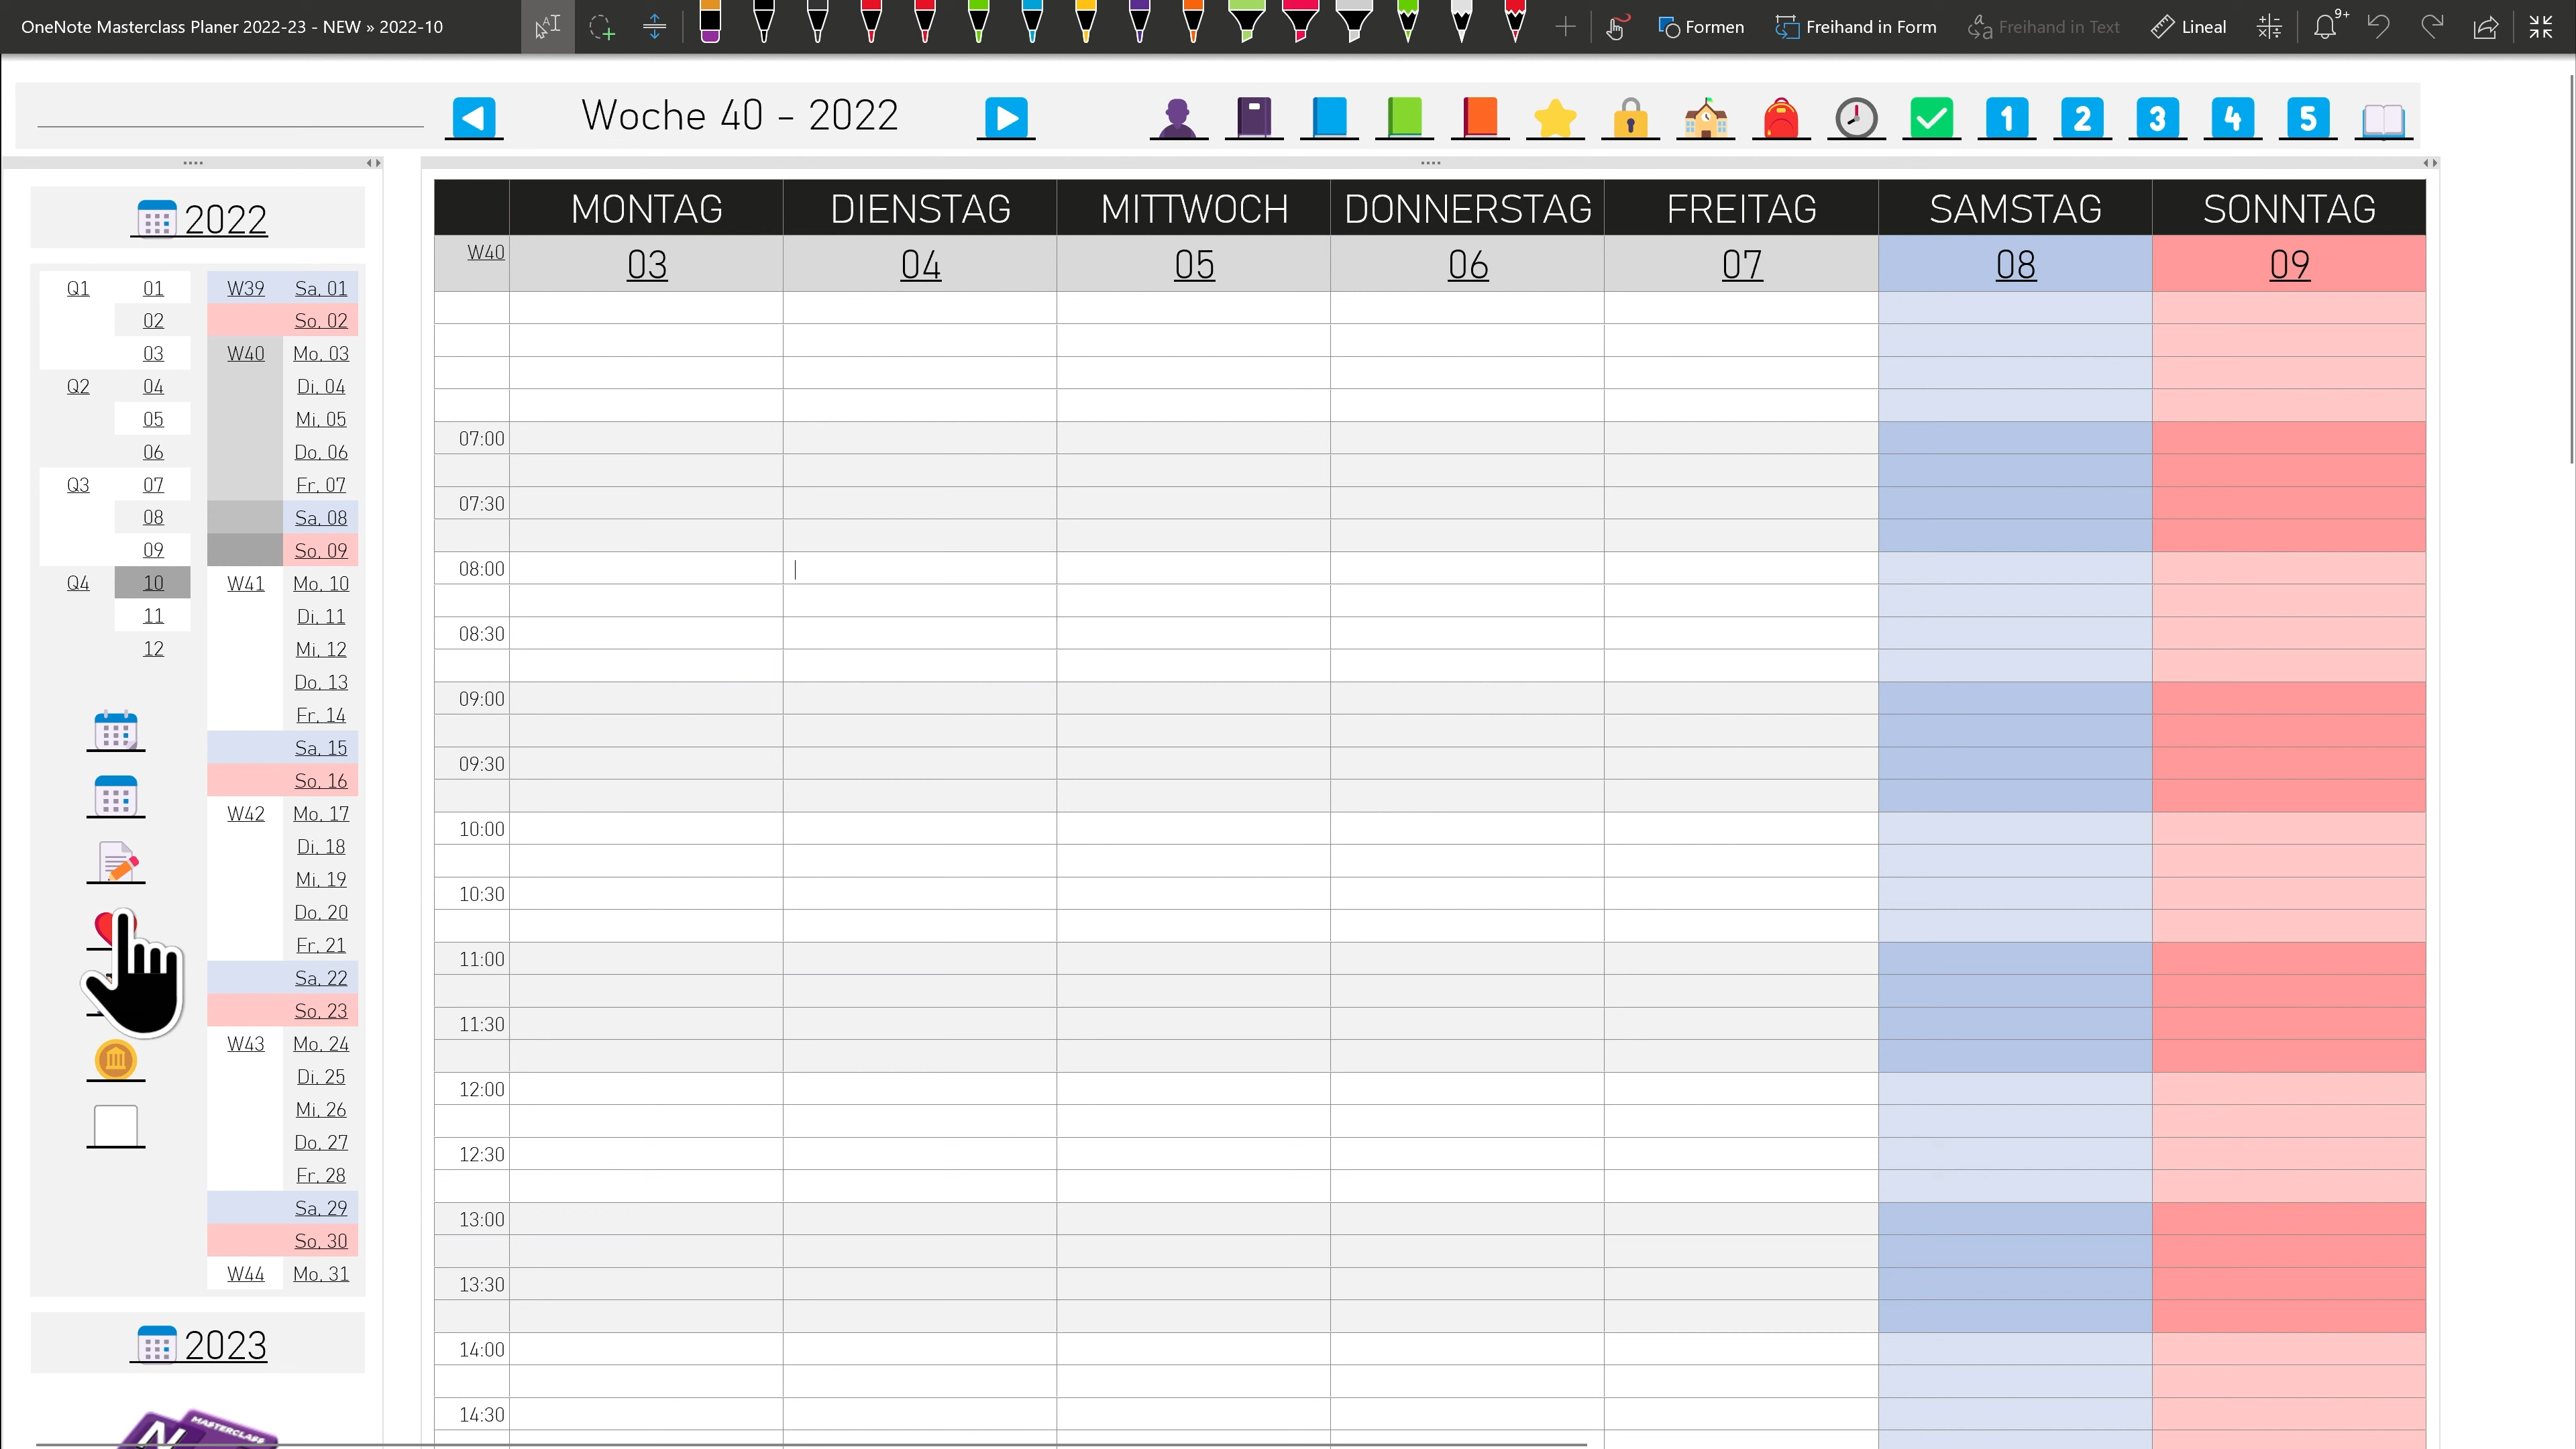 OneNote Masterclass Planer 2022-23 - NEW » 2022-10
Formen
Freihand in Form
Freihand in Text
Lineal
9+
Woche 40 - 2022
1 2 3 4 5
2022
Q1 01 W39 Sa, 01
02 So, 02
03 W40 Mo, 03
Q2 04 Di, 04
05 Mi, 05
06 Do, 06
Q3 07 Fr, 07
08 Sa, 08
09 So, 09
Q4 10 W41 Mo, 10
11 Di, 11
12 Mi, 12
Do, 13
Fr, 14
Sa, 15
So, 16
W42 Mo, 17
Di, 18
Mi, 19
Do, 20
Fr, 21
Sa, 22
So, 23
W43 Mo, 24
Di, 25
Mi, 26
Do, 27
Fr, 28
Sa, 29
So, 30
W44 Mo, 31
2023
N MASTERCLASS
MONTAG DIENSTAG MITTWOCH DONNERSTAG FREITAG SAMSTAG SONNTAG
W40 03 04 05 06 07 08 09
07:00
07:30
08:00
08:30
09:00
09:30
10:00
10:30
11:00
11:30
12:00
12:30
13:00
13:30
14:00
14:30